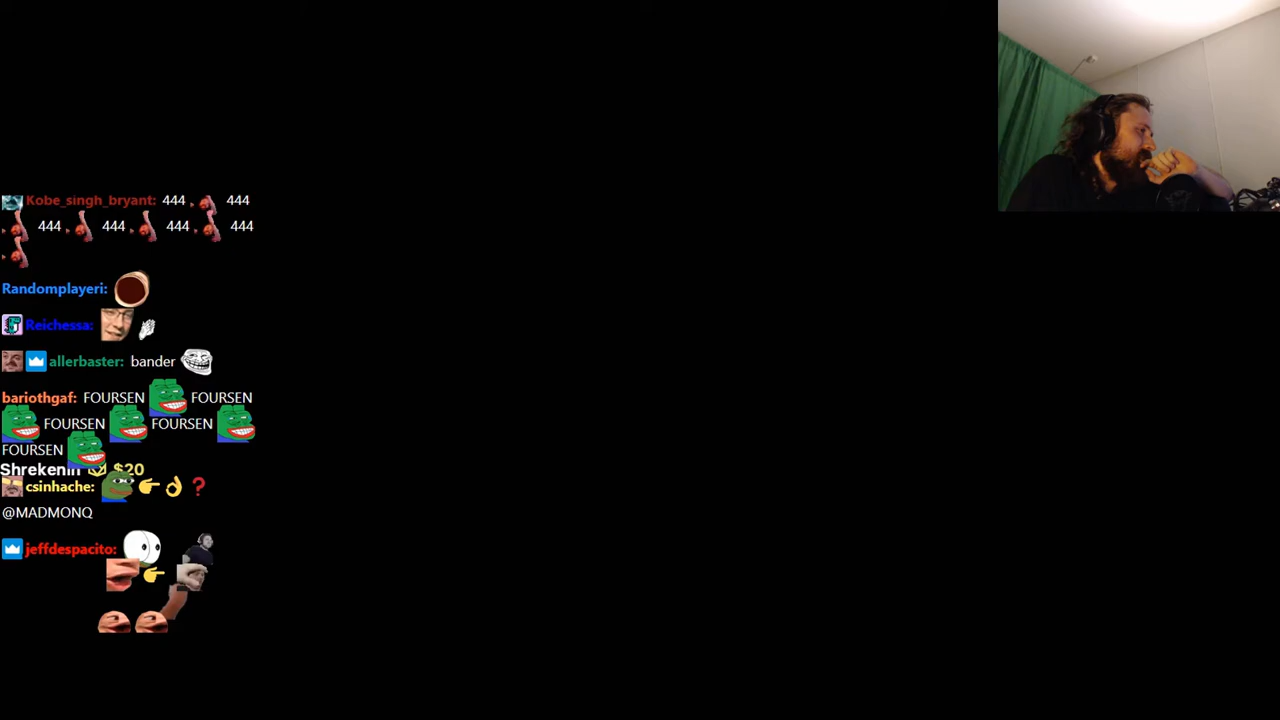 Kobe_singh_bryant: 444 444
444 444 444 444
Randomplayeri:
Reichessa:
allerbaster: bander
bariothgaf: FOURSEN FOURSEN
FOURSEN FOURSEN
FOURSEN
Shrekenin $20
csinhache: ?
@MADMONQ
jeffdespacito: